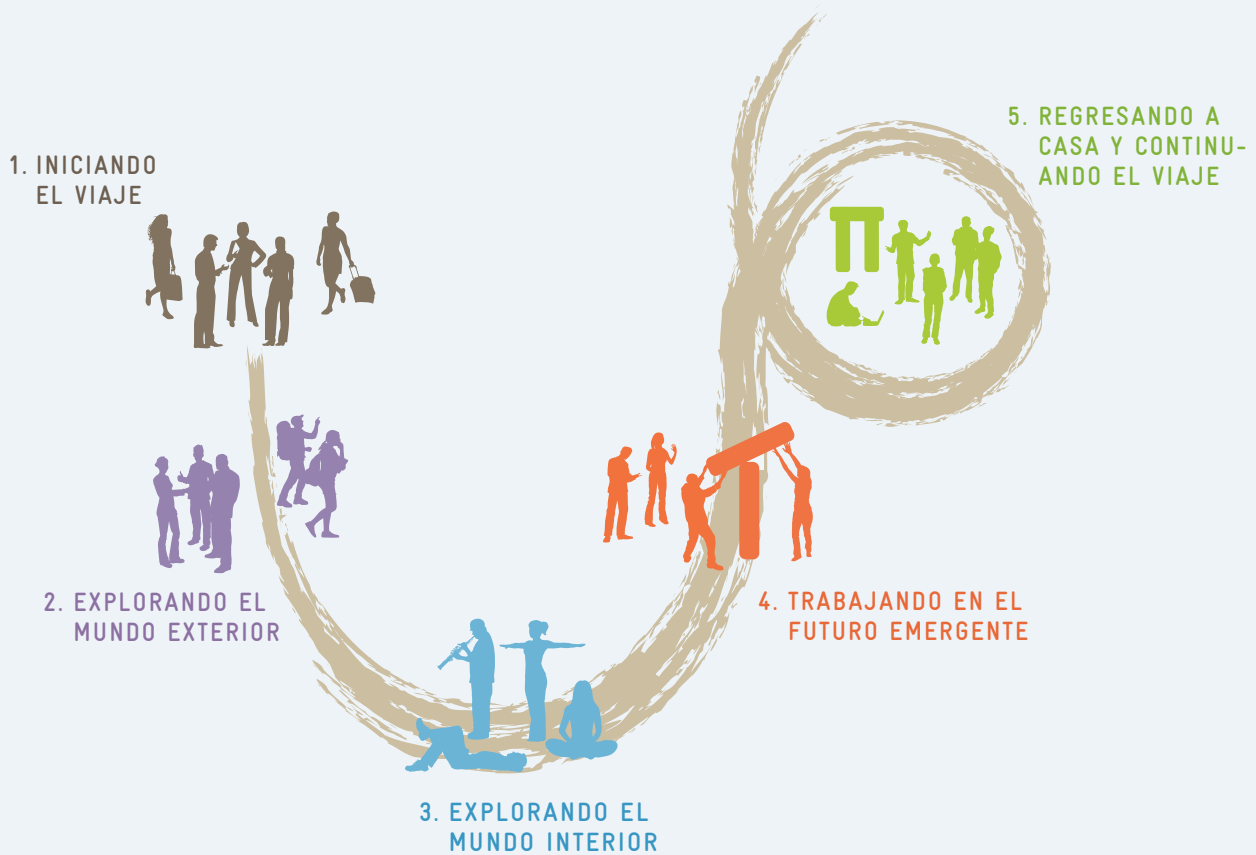 1. INICIANDO
EL VIAJE
2. EXPLORANDO EL
MUNDO EXTERIOR
3. EXPLORANDO EL
MUNDO INTERIOR
4. TRABAJANDO EN EL
FUTURO EMERGENTE
5. REGRESANDO A
CASA Y CONTINU-
ANDO EL VIAJE